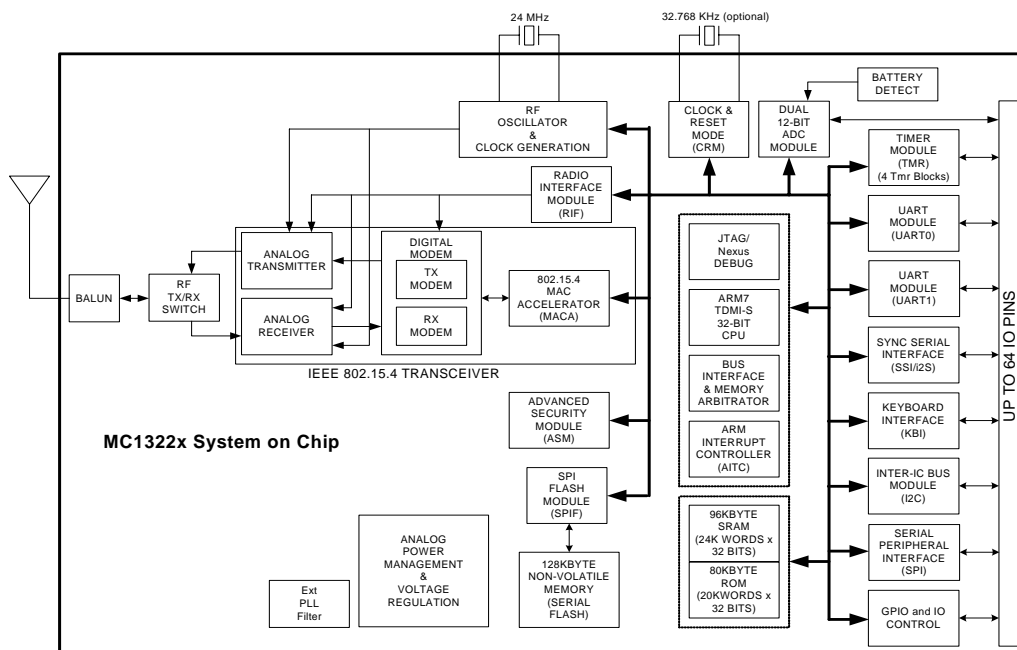 24 MHz
32.768 KHz (optional)
BATTERY
DETECT
RF
OSCILLATOR
&
CLOCK GENERATION
CLOCK &
RESET
MODE
(CRM)
DUAL
12-BIT
ADC
MODULE
TIMER
MODULE
(TMR)
(4 Tmr Blocks)
RADIO
INTERFACE
MODULE
(RIF)
UART
MODULE
(UART0)
ANALOG
TRANSMITTER
DIGITAL
MODEM
TX
MODEM
RX
MODEM
JTAG/
Nexus
DEBUG
BALUN
RF
TX/RX
SWITCH
ANALOG
RECEIVER
802.15.4
MAC
ACCELERATOR
(MACA)
UART
MODULE
(UART1)
ARM7
TDMI-S
32-BIT
CPU
IEEE 802.15.4 TRANSCEIVER
SYNC SERIAL
INTERFACE
(SSI/i2S)
BUS
INTERFACE
& MEMORY
ARBITRATOR
UP TO 64 IO PINS
ADVANCED
SECURITY
MODULE
(ASM)
KEYBOARD
INTERFACE
(KBI)
MC1322x System on Chip
ARM
INTERRUPT
CONTROLLER
(AITC)
INTER-IC BUS
MODULE
(I2C)
SPI
FLASH
MODULE
(SPIF)
96KBYTE
SRAM
(24K WORDS x
32 BITS)
ANALOG
POWER
MANAGEMENT
&
VOLTAGE
REGULATION
SERIAL
PERIPHERAL
INTERFACE
(SPI)
128KBYTE
NON-VOLATILE
MEMORY
(SERIAL
FLASH)
80KBYTE
ROM
(20KWORDS x
32 BITS)
Ext
PLL
Filter
GPIO and IO
CONTROL